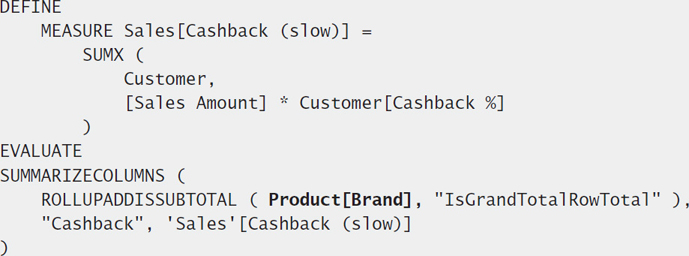 DEFINE
    MEASURE Sales[Cashback (slow)] =
        SUMX (
            Customer,
            [Sales Amount] * Customer[Cashback %]
        )
EVALUATE
SUMMARIZECOLUMNS (
    ROLLUPADDISSUBTOTAL ( Product[Brand], "IsGrandTotalRowTotal" ),
    "Cashback", 'Sales'[Cashback (slow)]
)